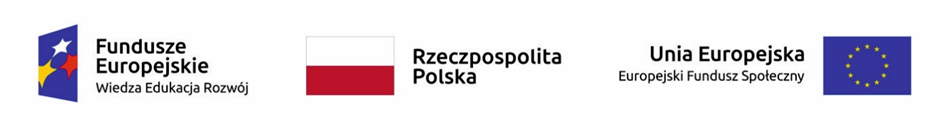 Fundusze
Europejskie
Wiedza Edukacja Rozwój
Rzeczpospolita
Polska
Unia Europejska
Europejski Fundusz Społeczny